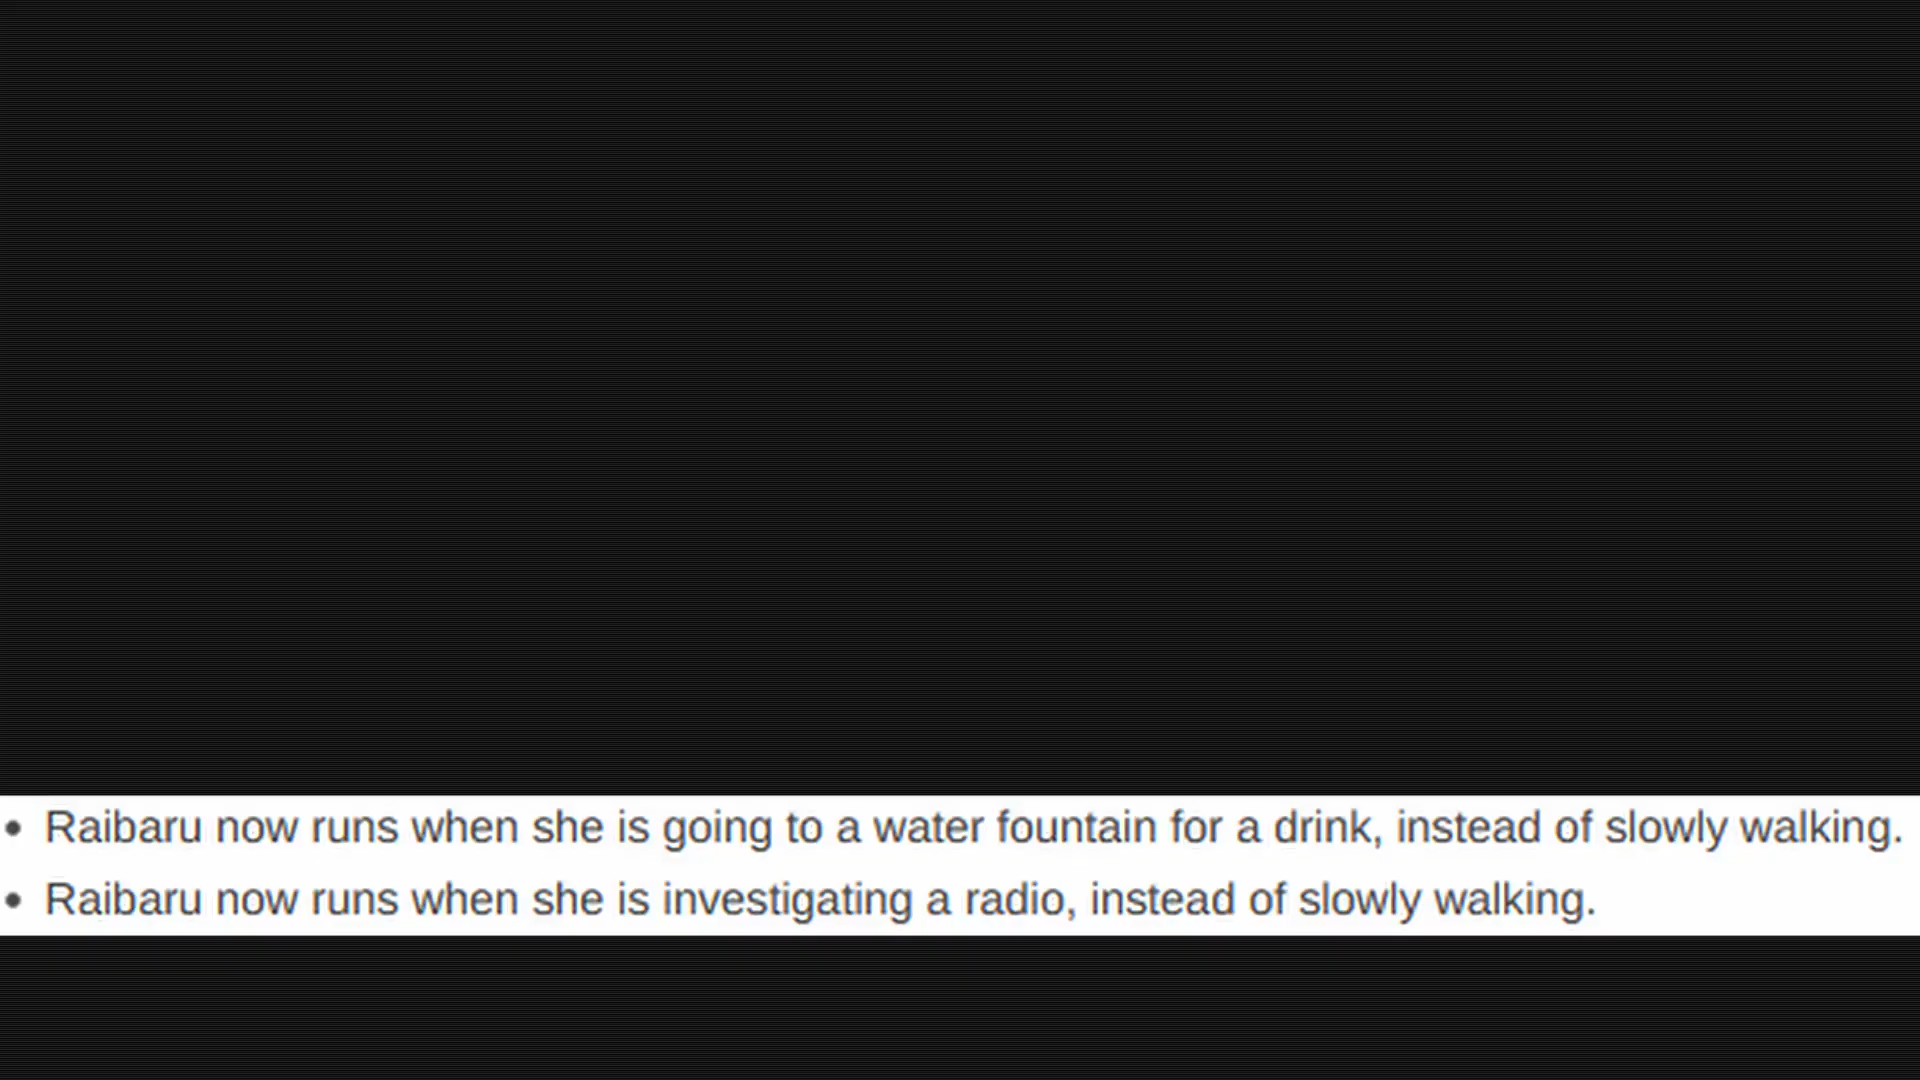 • Raibaru now runs when she is going to a water fountain for a drink, instead of slowly walking.
• Raibaru now runs when she is investigating a radio, instead of slowly walking.